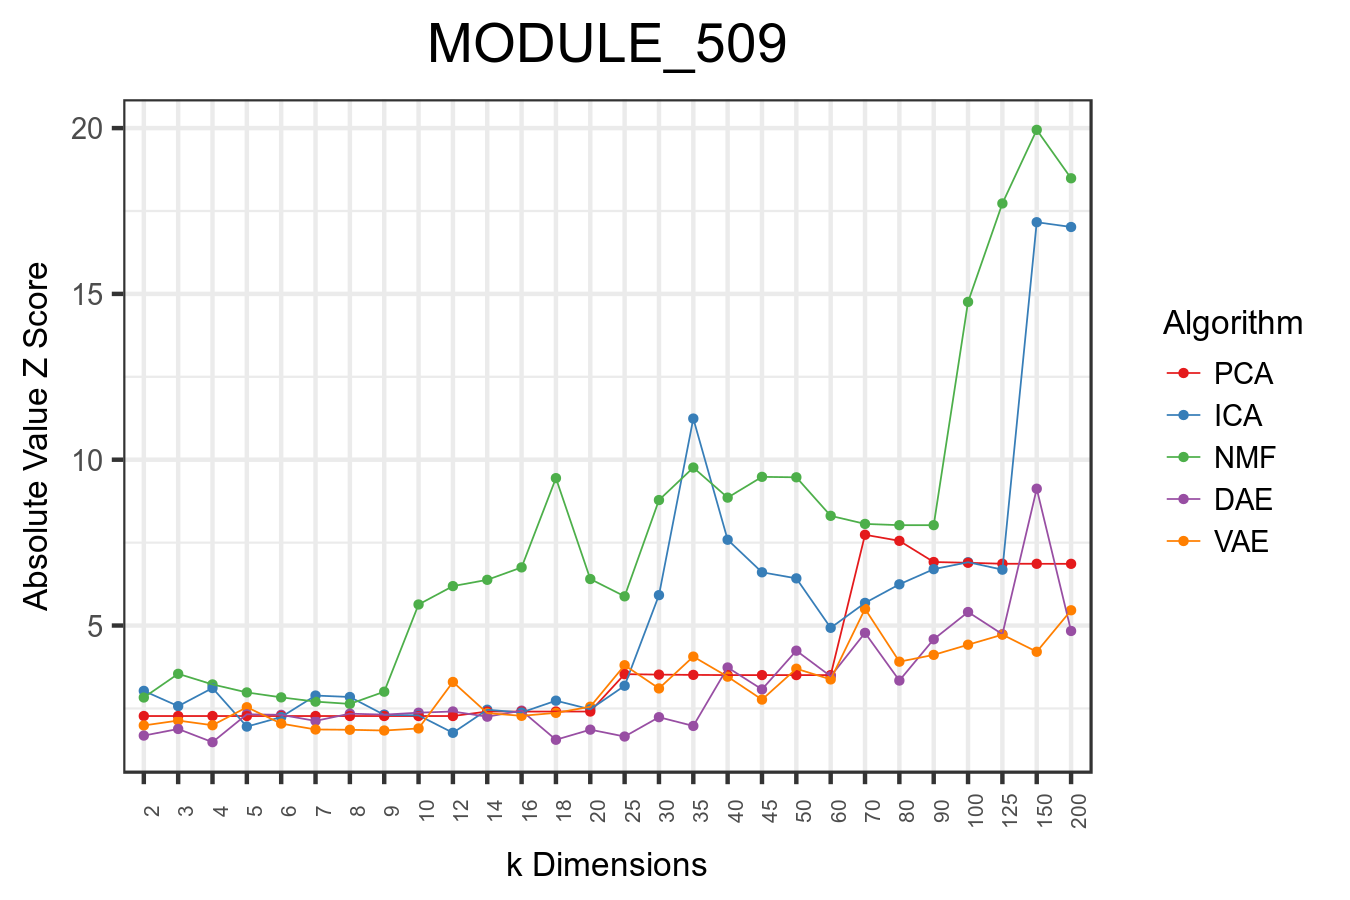 MODULE_509
Absolute Value Z Score
20
15
10
5
2 3 4 5 6 7 8 9 10 12 14 16 18 20 25 30 35 40 45 50 60 70 80 90 100 125 150 200
k Dimensions
Algorithm
PCA
ICA
NMF
DAE
VAE